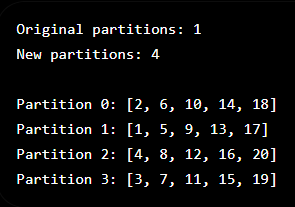 Original partitions: 1
New partitions: 4
Partition 0: [2, 6, 10, 14, 18]
Partition 1: [1, 5, 9, 13, 17]
Partition 2: [4, 8, 12, 16, 20]
Partition 3: [3, 7, 11, 15, 19]